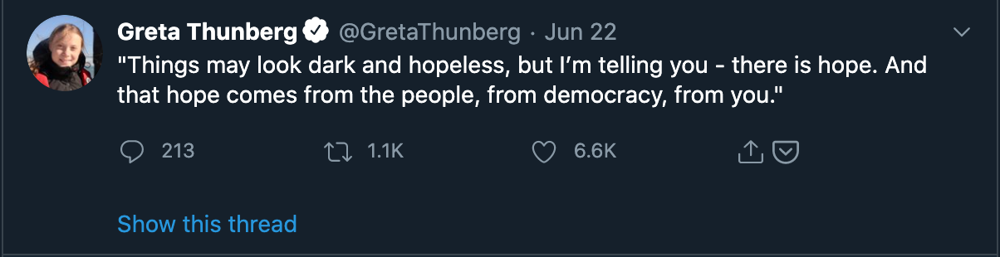 Greta Thunberg @GretaThunberg · Jun 22
"Things may look dark and hopeless, but I’m telling you - there is hope. And
that hope comes from the people, from democracy, from you."
213 1.1K 6.6K
Show this thread